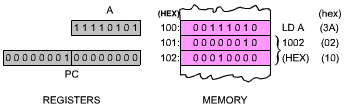 A
11110101
00000001 00000000
PC
REGISTERS
(HEX) (hex)
100: 00111010 LD A (3A)
101: 00000010 1002 (02)
102: 00010000 (HEX) (10)
MEMORY